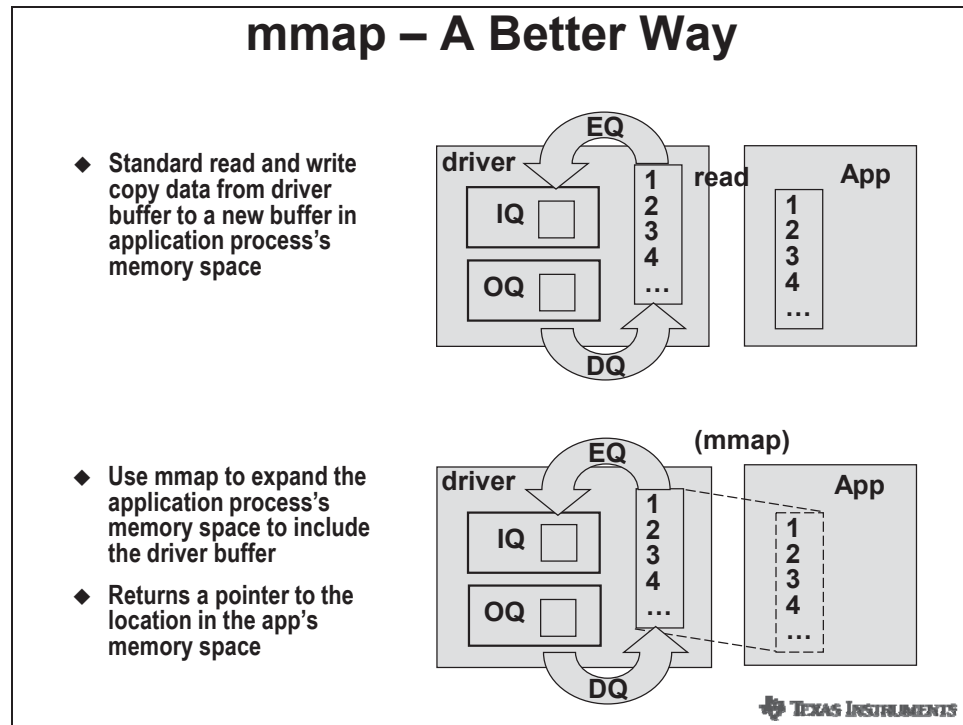 mmap – A Better Way
◆ Standard read and write
copy data from driver
buffer to a new buffer in
application process's
memory space
EQ
driver
IQ
OQ
1
2
3
4
…
DQ
read
App
1
2
3
4
…
◆ Use mmap to expand the
application process's
memory space to include
the driver buffer
◆ Returns a pointer to the
location in the app's
memory space
(mmap)
EQ
driver
IQ
OQ
1
2
3
4
…
DQ
App
1
2
3
4
…
TEXAS INSTRUMENTS